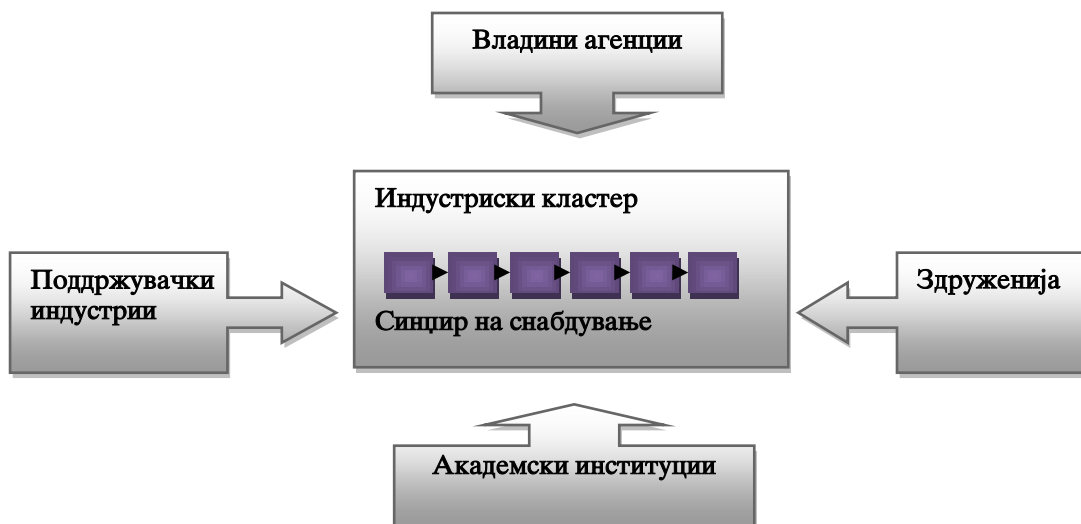 Владини агенции
Индустриски кластер
Поддржувачки
индустрии
Синџир на снабдување
Здруженија
Академски институции